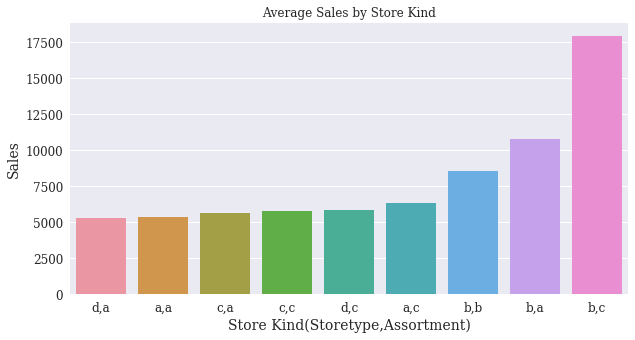 Average Sales by Store Kind
17500
15000
12500
10000
7500
5000
2500
0
Sales
d,a a,a c,a c,c d,c a,c b,b b,a b,c
Store Kind(Storetype,Assortment)